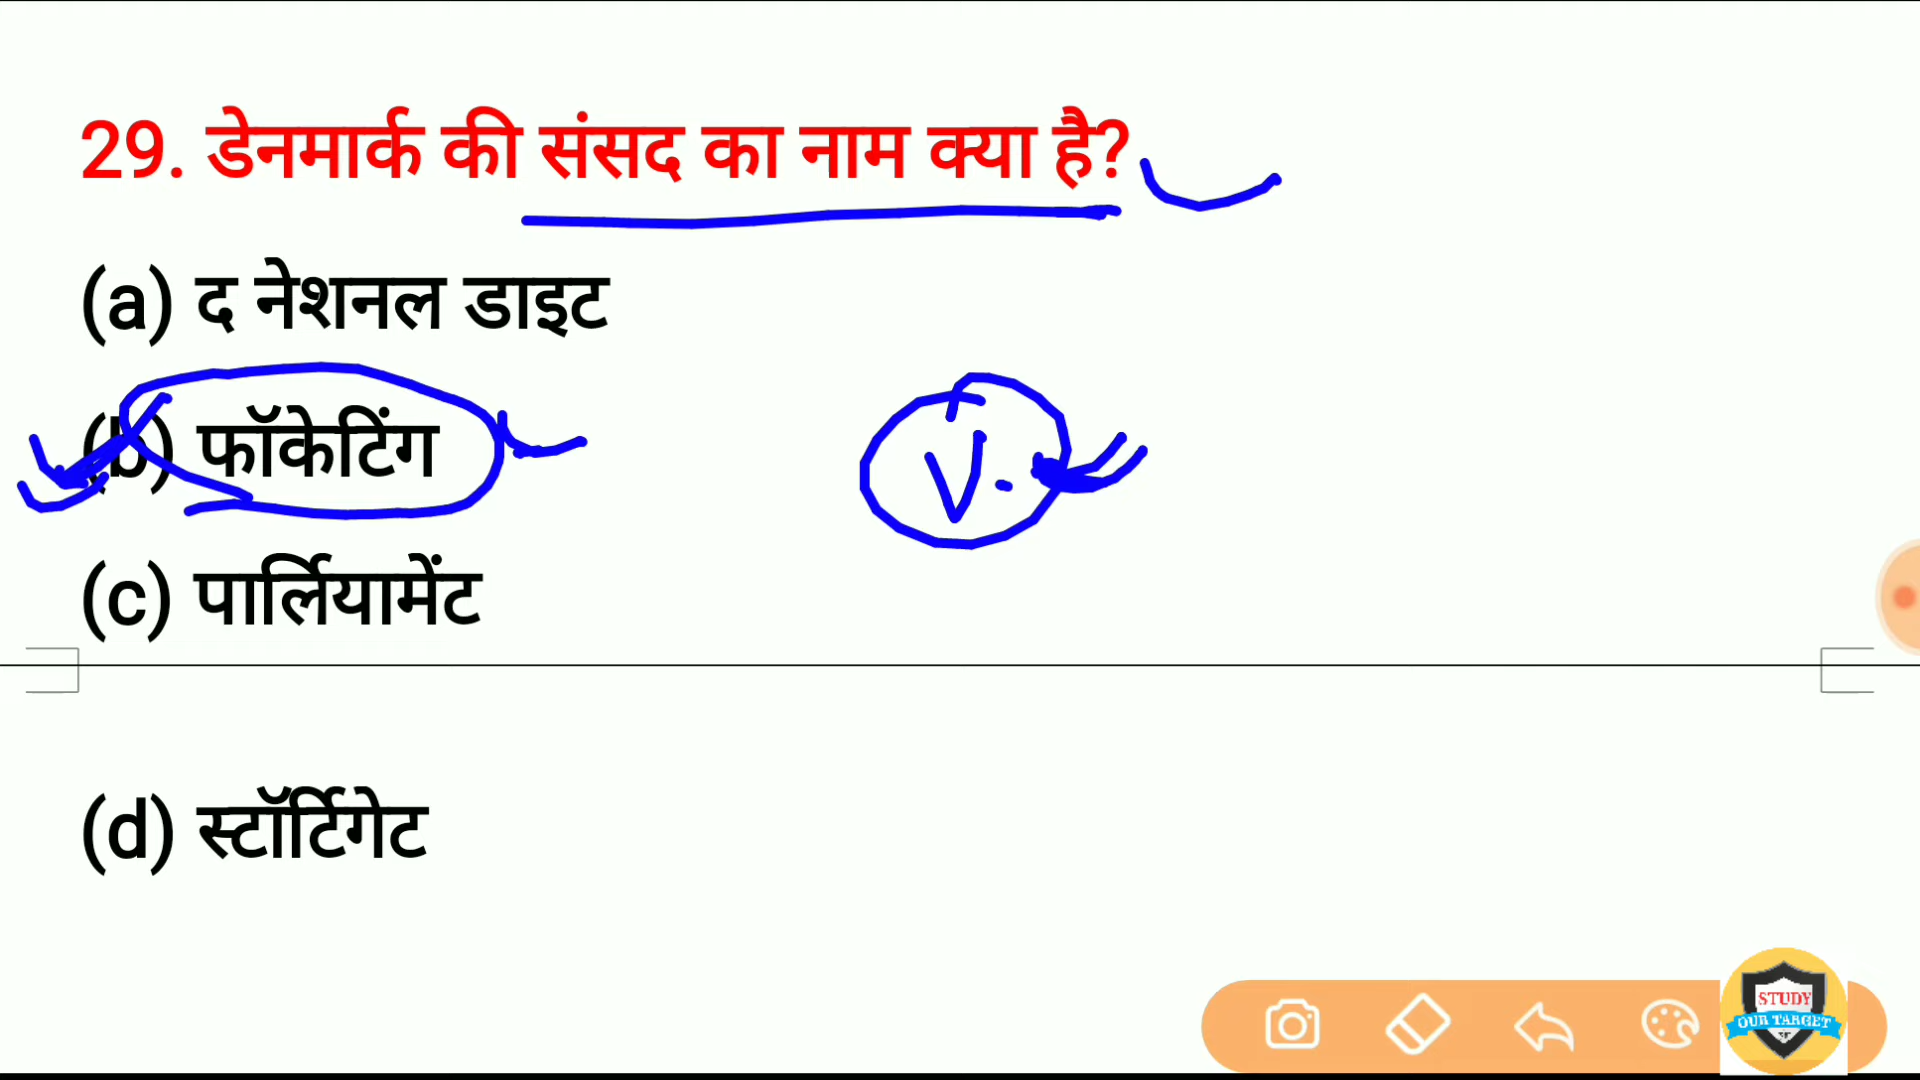 29. डेनमार्क की संसद का नाम क्या है?
(a) द नेशनल डाइट
(b) फॉकेटिंग
V.
(c) पार्लियामेंट
(d) स्टॉर्टिगेट
STUDY
OUR TARGET